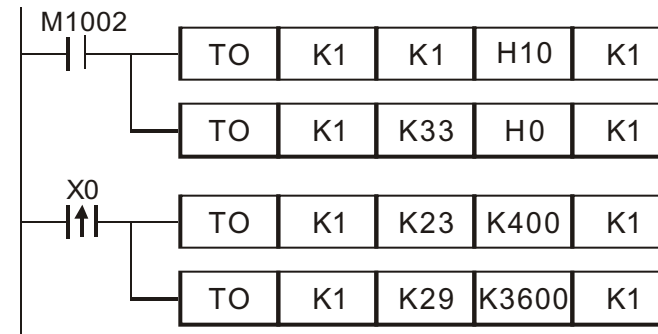 M1002
TO K1 K1 H10 K1
TO K1 K33 H0 K1
X0
TO K1 K23 K400 K1
TO K1 K29 K3600 K1